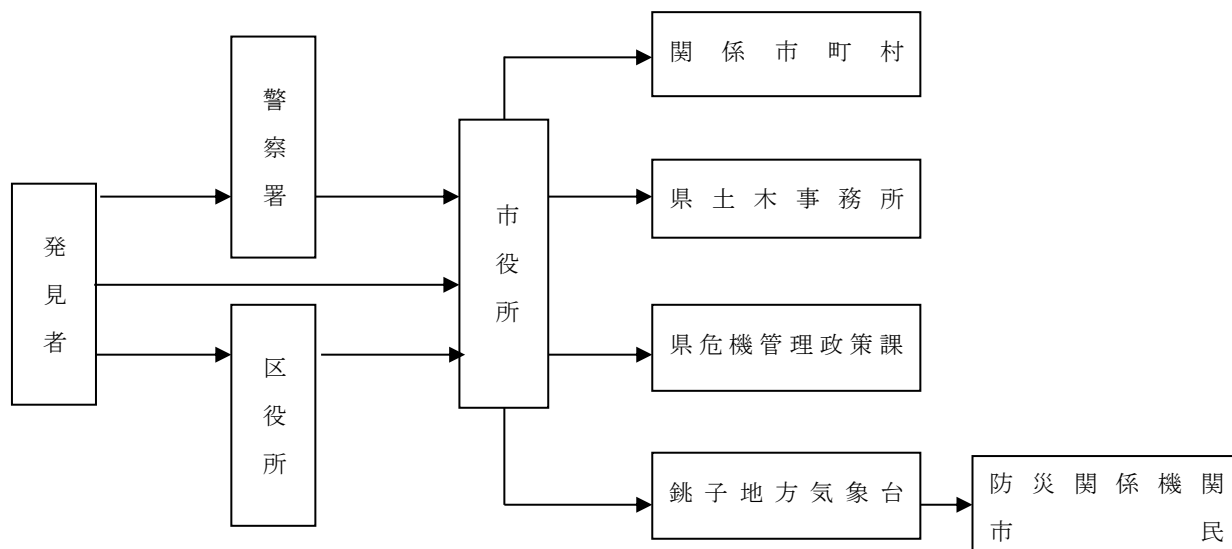 発見者
警察署
区役所
市役所
関係市町村
県土木事務所
県危機管理政策課
銚子地方気象台
防災関係機関
市民